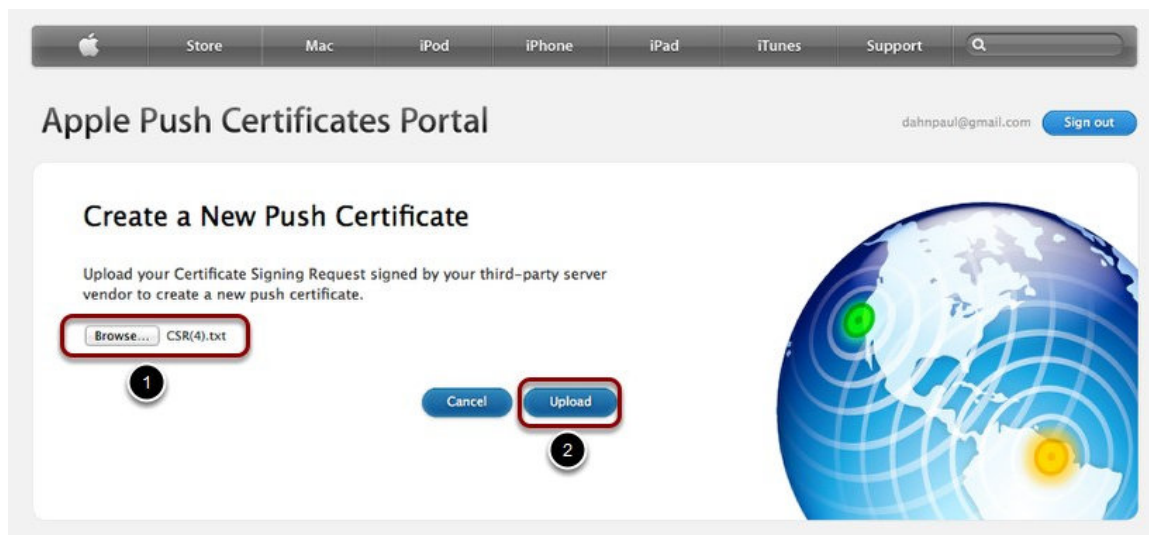 Store Mac iPod iPhone iPad iTunes Support
Apple Push Certificates Portal
dahnpaul@gmail.com Sign out
Create a New Push Certificate
Upload your Certificate Signing Request signed by your third-party server
vendor to create a new push certificate.
Browse... CSR(4).txt
1
Cancel Upload
2